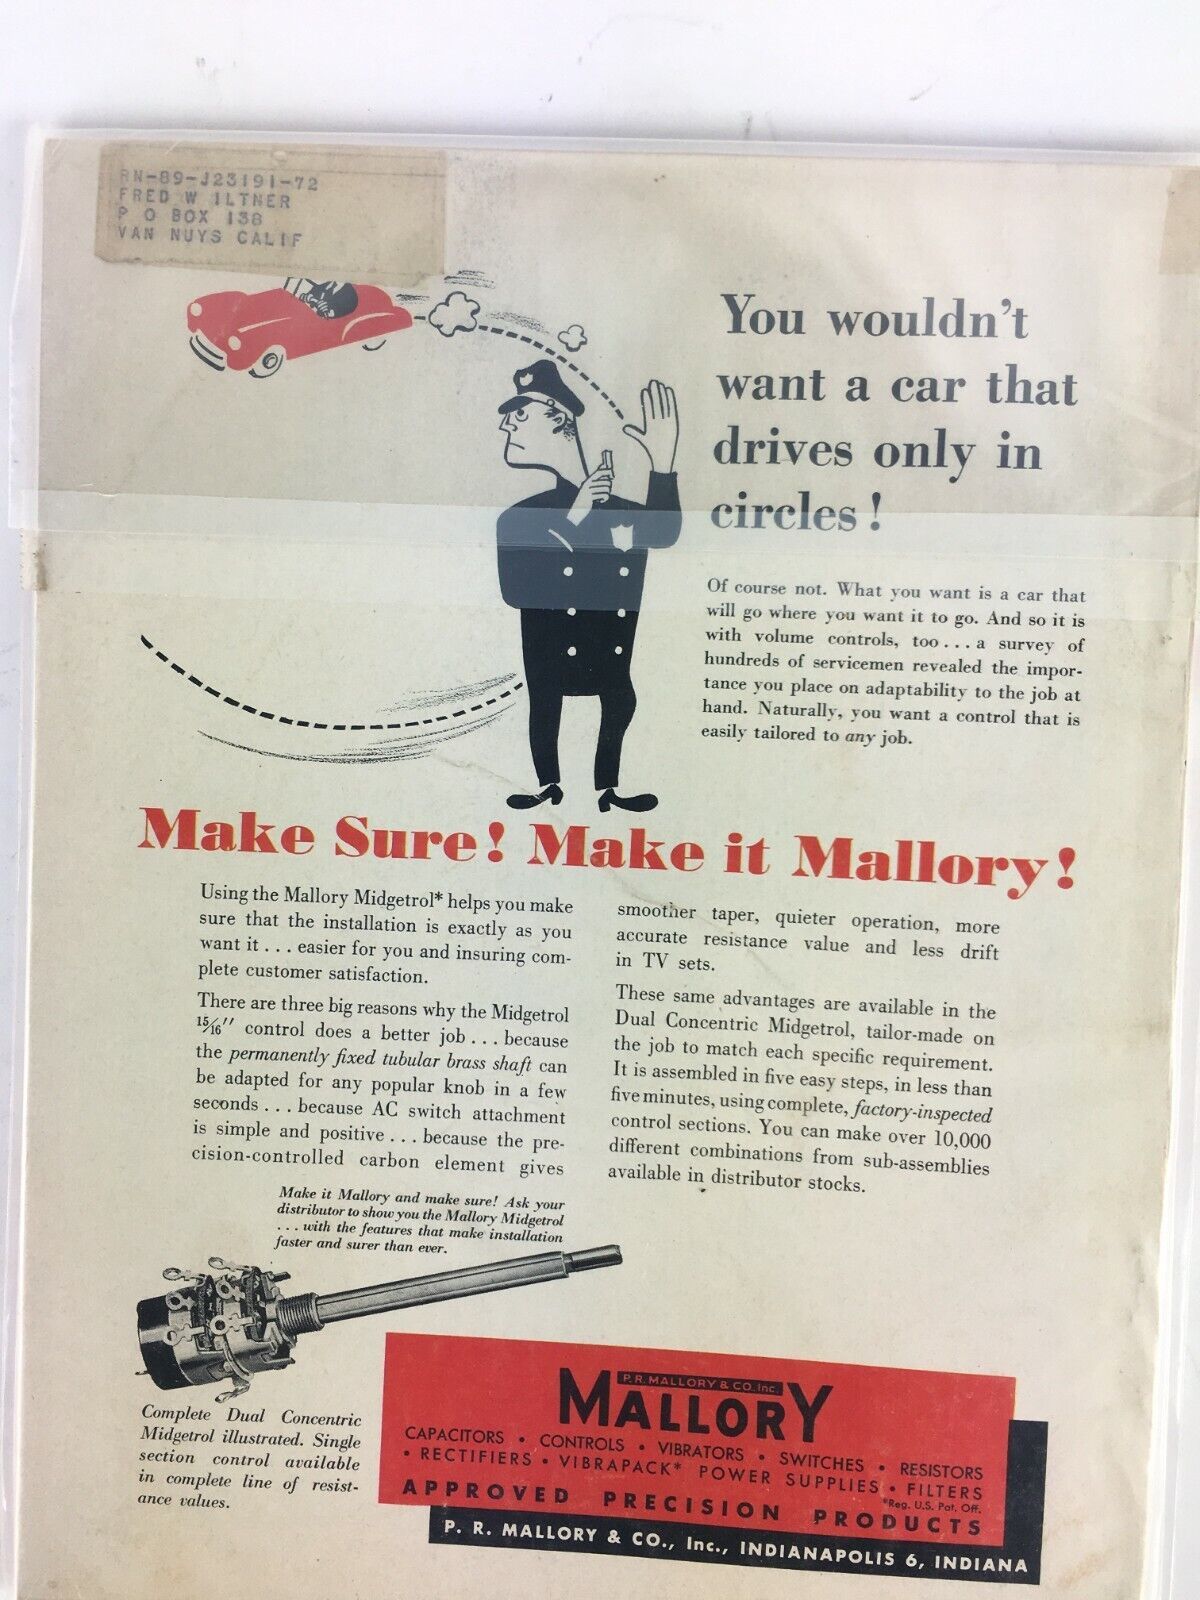 RN-89-J23191-72
FRED W ILTNER
P O BOX 138
VAN NUYS CALIF
You wouldn't
want a car that
drives only in
circles!
Of course not. What you want is a car that
will go where you want it to go. And so it is
with volume controls, too...a survey of
hundreds of servicemen revealed the impor-
tance you place on adaptability to the job at
hand. Naturally, you want a control that is
easily tailored to any job.
Make Sure! Make it Mallory!
Using the Mallory Midgetrol* helps you make
sure that the installation is exactly as you
want it...easier for you and insuring com-
plete customer satisfaction.
There are three big reasons why the Midgetrol
15/16" control does a better job...because
the permanently fixed tubular brass shaft can
be adapted for any popular knob in a few
seconds...because AC switch attachment
is simple and positive...because the pre-
cision-controlled carbon element gives
smoother taper, quieter operation, more
accurate resistance value and less drift
in TV sets.
These same advantages are available in the
Dual Concentric Midgetrol, tailor-made on
the job to match each specific requirement.
It is assembled in five easy steps, in less than
five minutes, using complete, factory-inspected
control sections. You can make over 10,000
different combinations from sub-assemblies
available in distributor stocks.
Make it Mallory and make sure! Ask your
distributor to show you the Mallory Midgetrol
...with the features that make installation
faster and surer than ever.
Complete Dual Concentric
Midgetrol illustrated. Single
section control available
in complete line of resist-
ance values.
P.R. MALLORY & CO. Inc.
MALLORY
CAPACITORS • CONTROLS • VIBRATORS • SWITCHES • RESISTORS
• RECTIFIERS • VIBRAPACK* POWER SUPPLIES • FILTERS
*Reg. U.S. Pat. Off.
APPROVED PRECISION PRODUCTS
P. R. MALLORY & CO., Inc., INDIANAPOLIS 6, INDIANA